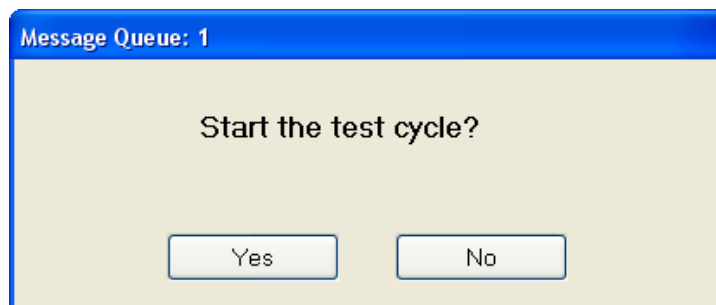 Message Queue: 1
Start the test cycle?
Yes No